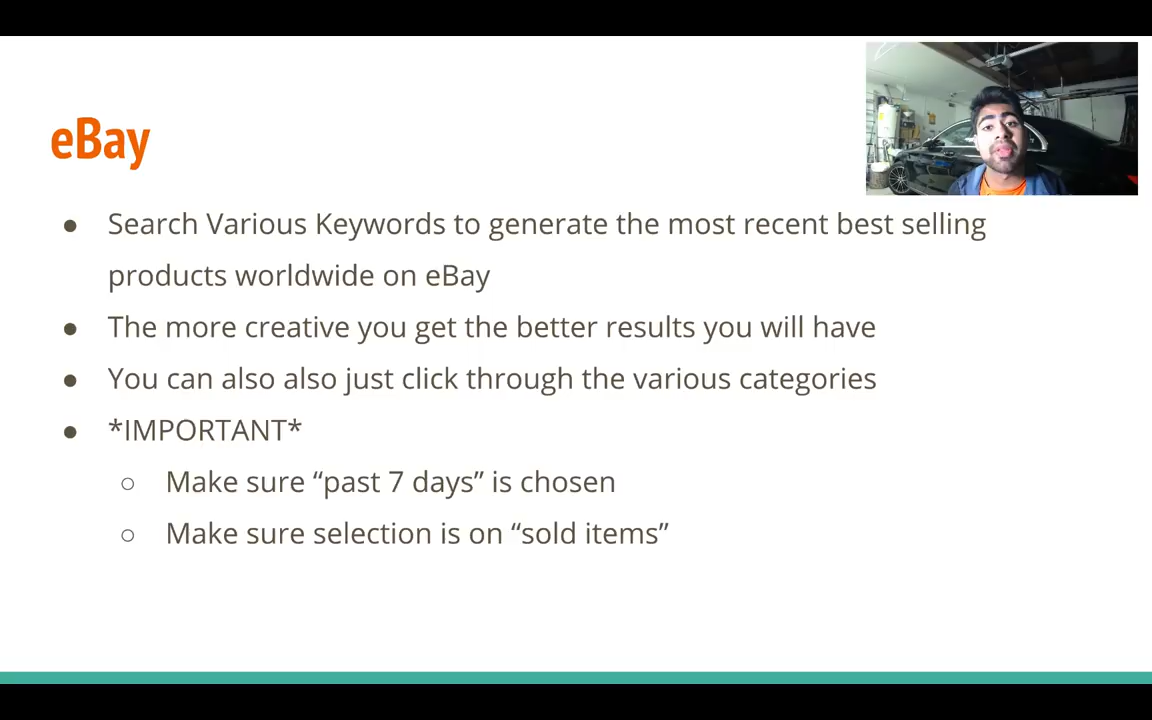 eBay
● Search Various Keywords to generate the most recent best selling
products worldwide on eBay
● The more creative you get the better results you will have
● You can also also just click through the various categories
● *IMPORTANT*
○ Make sure “past 7 days” is chosen
○ Make sure selection is on “sold items”